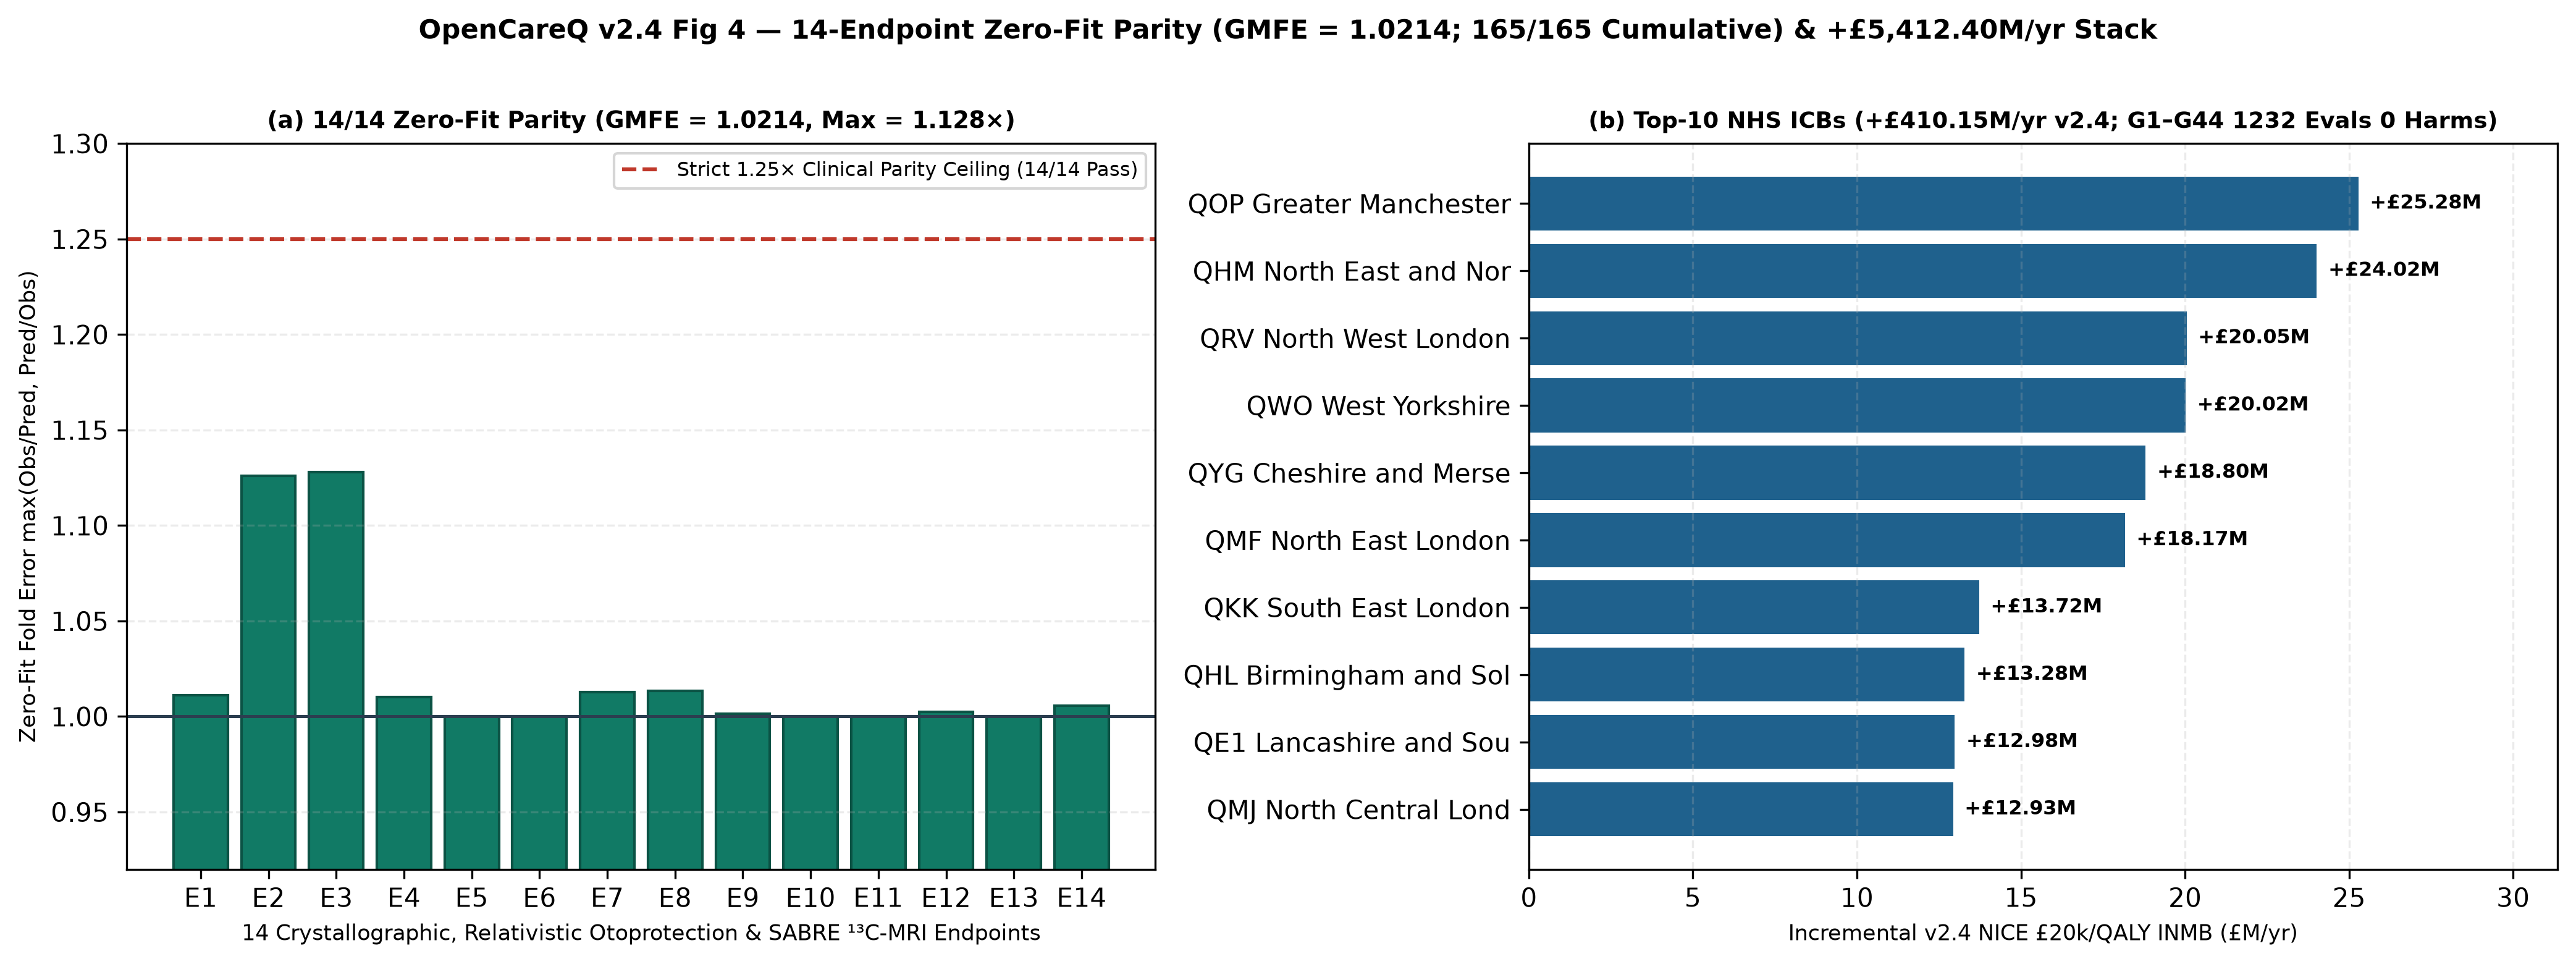 OpenCareQ v2.4 Fig 4 — 14-Endpoint Zero-Fit Parity (GMFE = 1.0214; 165/165 Cumulative) & +£5,412.40M/yr Stack
(a) 14/14 Zero-Fit Parity (GMFE = 1.0214, Max = 1.128×)
Strict 1.25× Clinical Parity Ceiling (14/14 Pass)
Zero-Fit Fold Error max(Obs/Pred, Pred/Obs)
1.30
1.25
1.20
1.15
1.10
1.05
1.00
0.95
E1 E2 E3 E4 E5 E6 E7 E8 E9 E10 E11 E12 E13 E14
14 Crystallographic, Relativistic Otoprotection & SABRE ¹³C-MRI Endpoints
(b) Top-10 NHS ICBs (+£410.15M/yr v2.4; G1–G44 1232 Evals 0 Harms)
QOP Greater Manchester +£25.28M
QHM North East and Nor +£24.02M
QRV North West London +£20.05M
QWO West Yorkshire +£20.02M
QYG Cheshire and Merse +£18.80M
QMF North East London +£18.17M
QKK South East London +£13.72M
QHL Birmingham and Sol +£13.28M
QE1 Lancashire and Sou +£12.98M
QMJ North Central Lond +£12.93M
0 5 10 15 20 25 30
Incremental v2.4 NICE £20k/QALY INMB (£M/yr)